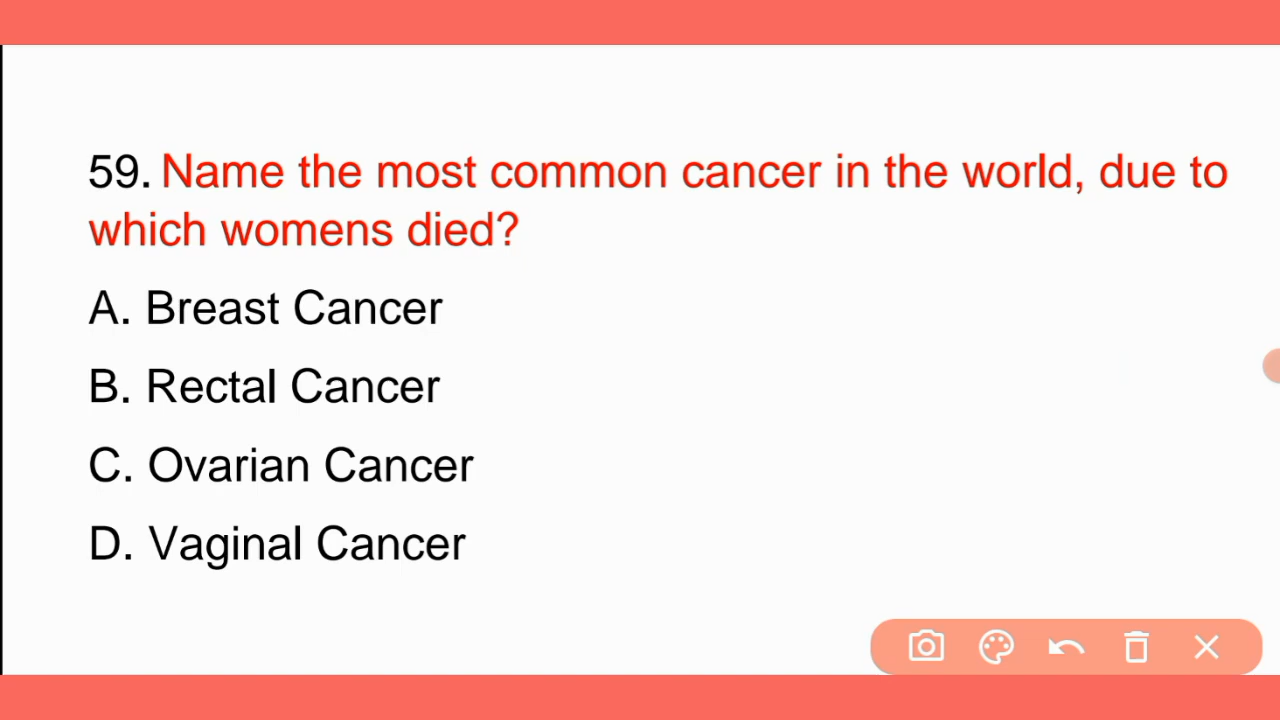 59. Name the most common cancer in the world, due to
which womens died?
A. Breast Cancer
B. Rectal Cancer
C. Ovarian Cancer
D. Vaginal Cancer